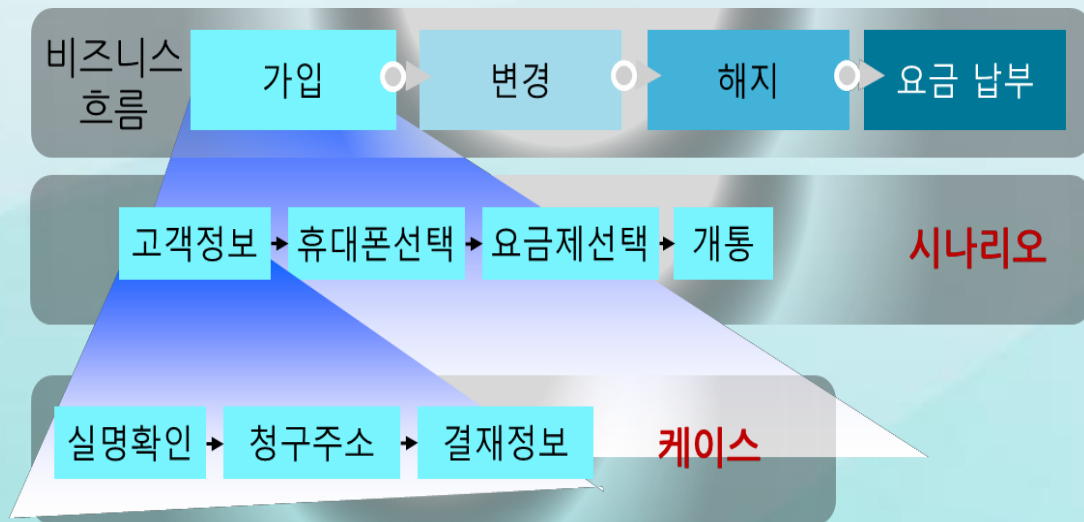 비즈니스
흐름
가입
변경
해지
요금 납부
고객정보
휴대폰선택
요금제선택
개통
시나리오
실명확인
청구주소
결재정보
케이스